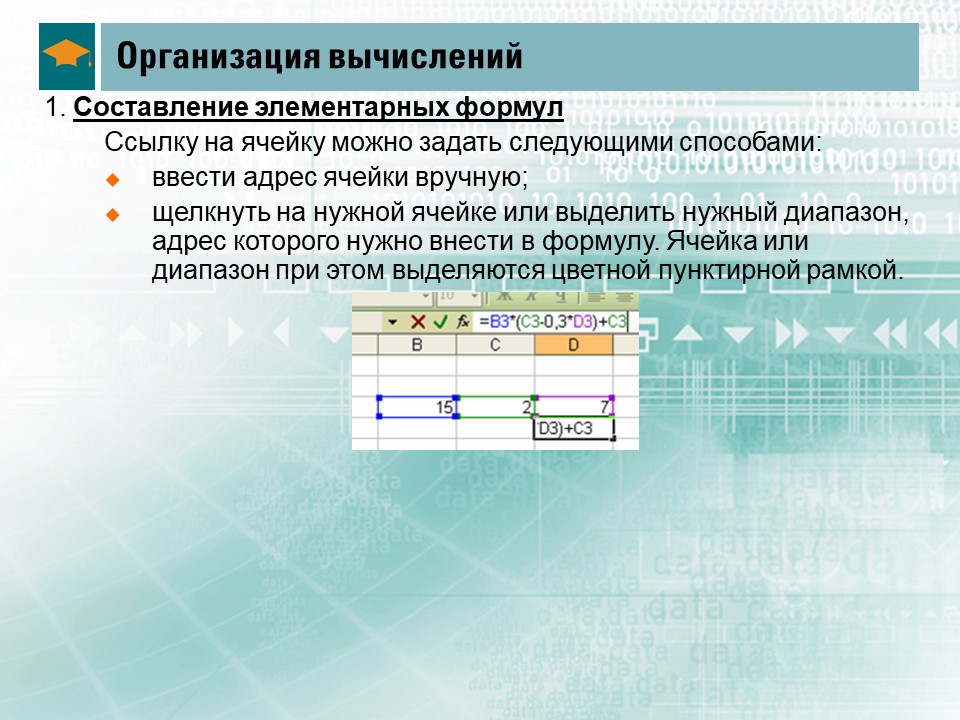 Организация вычислений
1. Составление элементарных формул
Ссылку на ячейку можно задать следующими способами:
ввести адрес ячейки вручную;
щелкнуть на нужной ячейке или выделить нужный диапазон,
адрес которого нужно внести в формулу. Ячейка или
диапазон при этом выделяются цветной пунктирной рамкой.
10 Ж К Ч
=B3*(C3-0,3*D3)+C3
B C D
15 2 7
D3)+C3